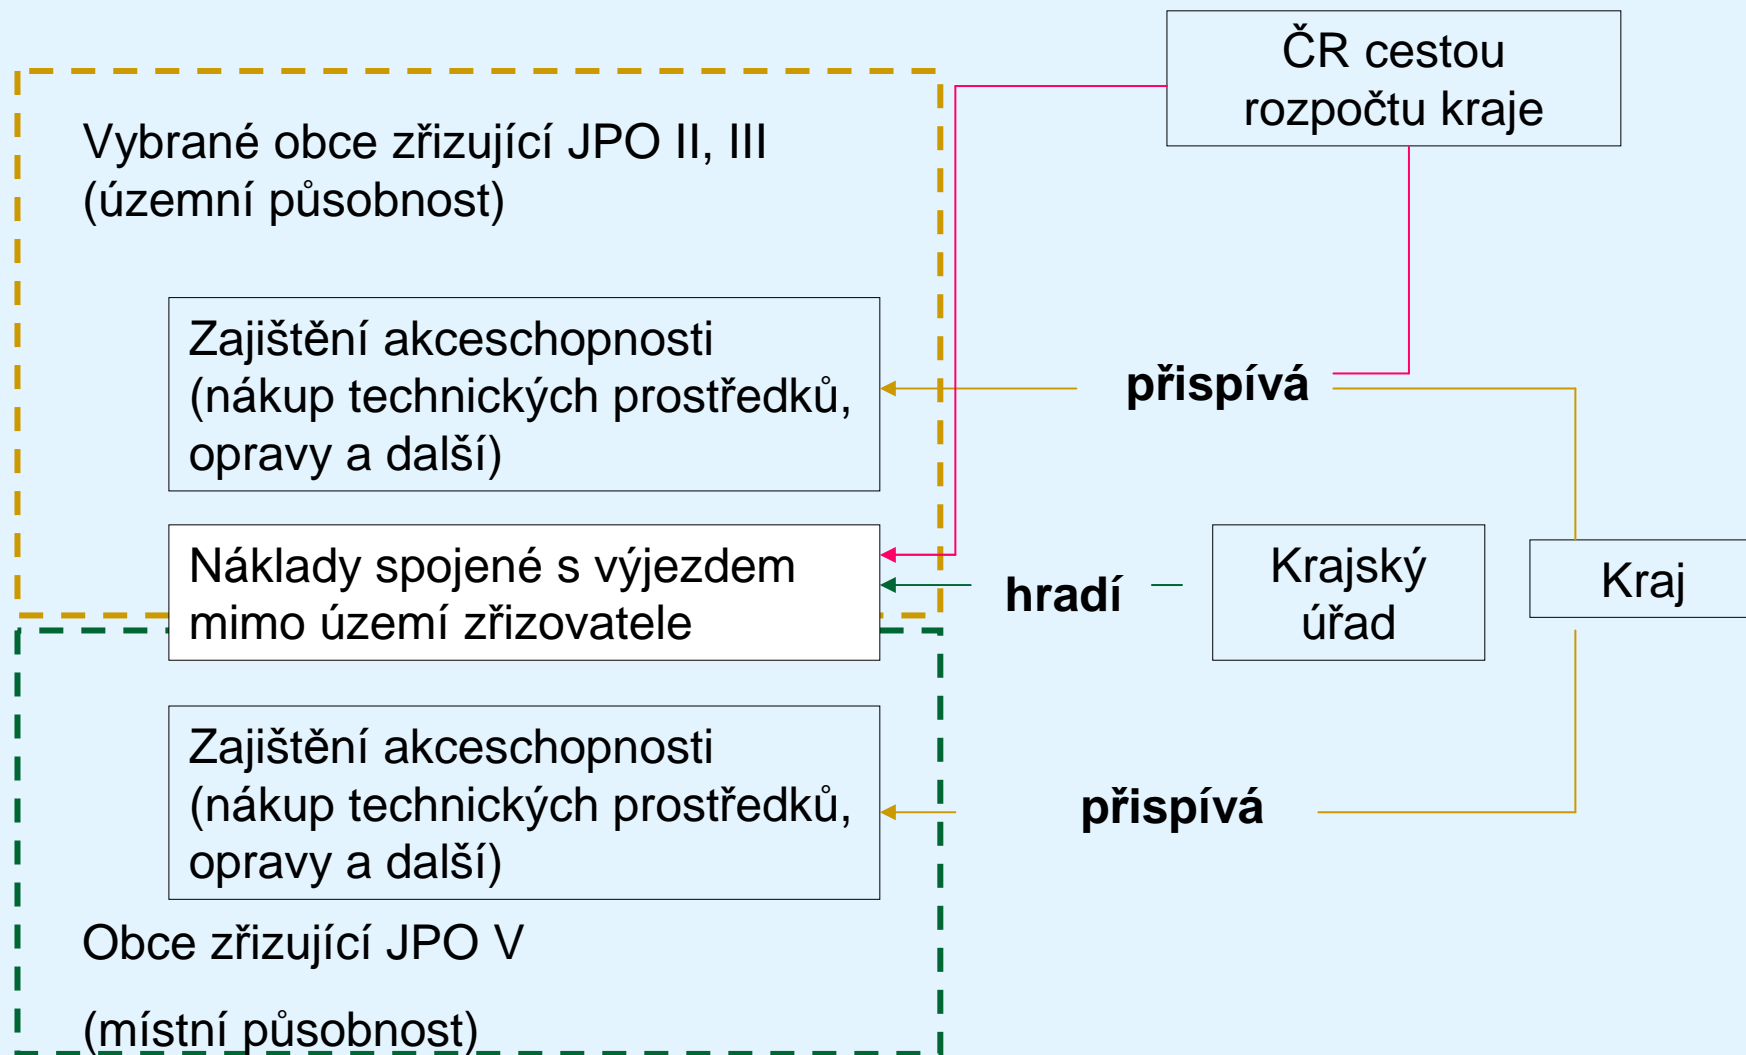 ČR cestou
rozpočtu kraje
Vybrané obce zřizující JPO II, III
(územní působnost)
Zajištění akceschopnosti
(nákup technických prostředků,
opravy a další)
přispívá
Náklady spojené s výjezdem
mimo území zřizovatele
hradí
Krajský
úřad
Kraj
Zajištění akceschopnosti
(nákup technických prostředků,
opravy a další)
přispívá
Obce zřizující JPO V
(místní působnost)